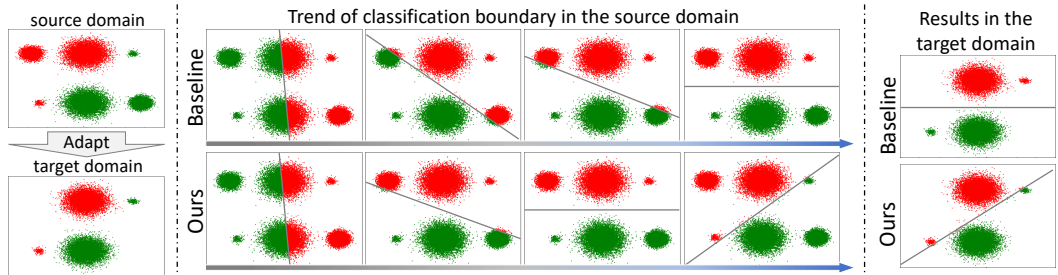 source domain
Adapt
target domain
Trend of classification boundary in the source domain
Baseline
Ours
Results in the
target domain
Baseline
Ours